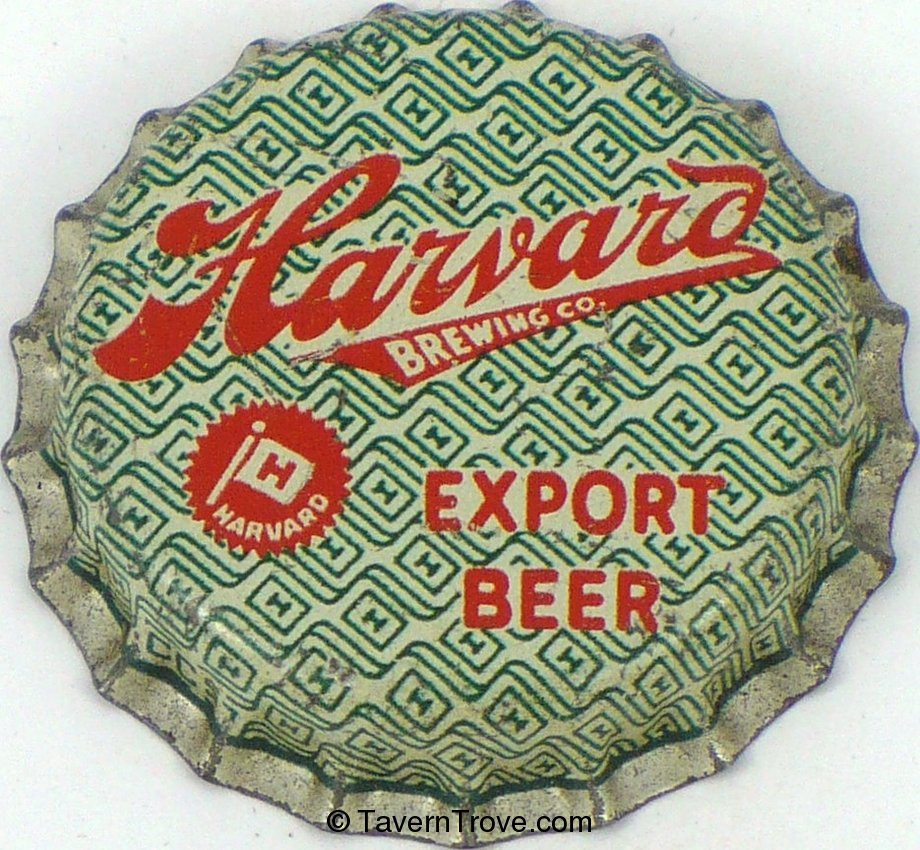 Harvard
BREWING CO.
H
HARVARD
EXPORT
BEER
© TavernTrove.com